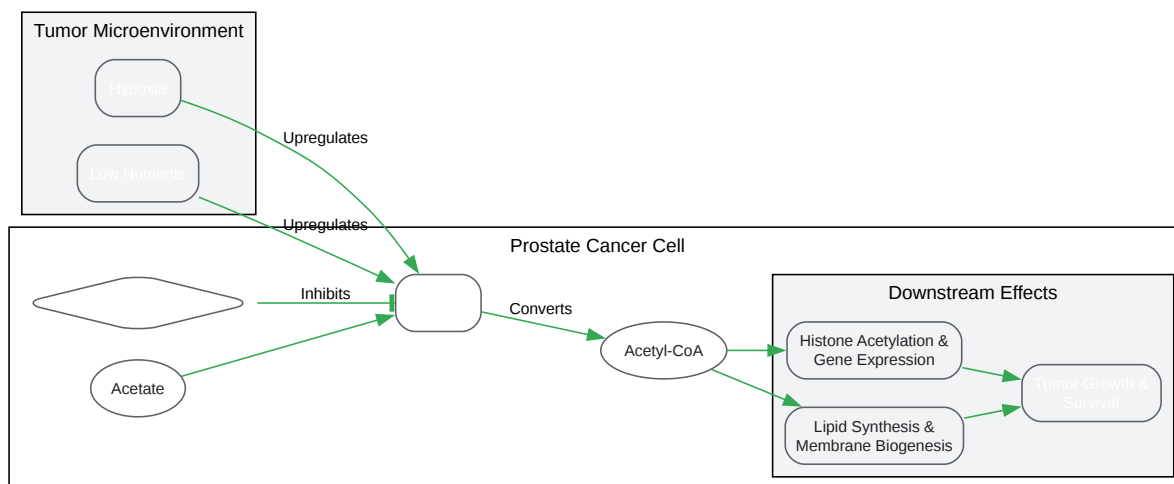 Tumor Microenvironment
Hypoxia
Upregulates
Low Nutrients
Upregulates
Prostate Cancer Cell
Inhibits
Converts
Acetate
Acetyl-CoA
Downstream Effects
Histone Acetylation &
Gene Expression
Lipid Synthesis &
Membrane Biogenesis
Tumor Growth &
Survival